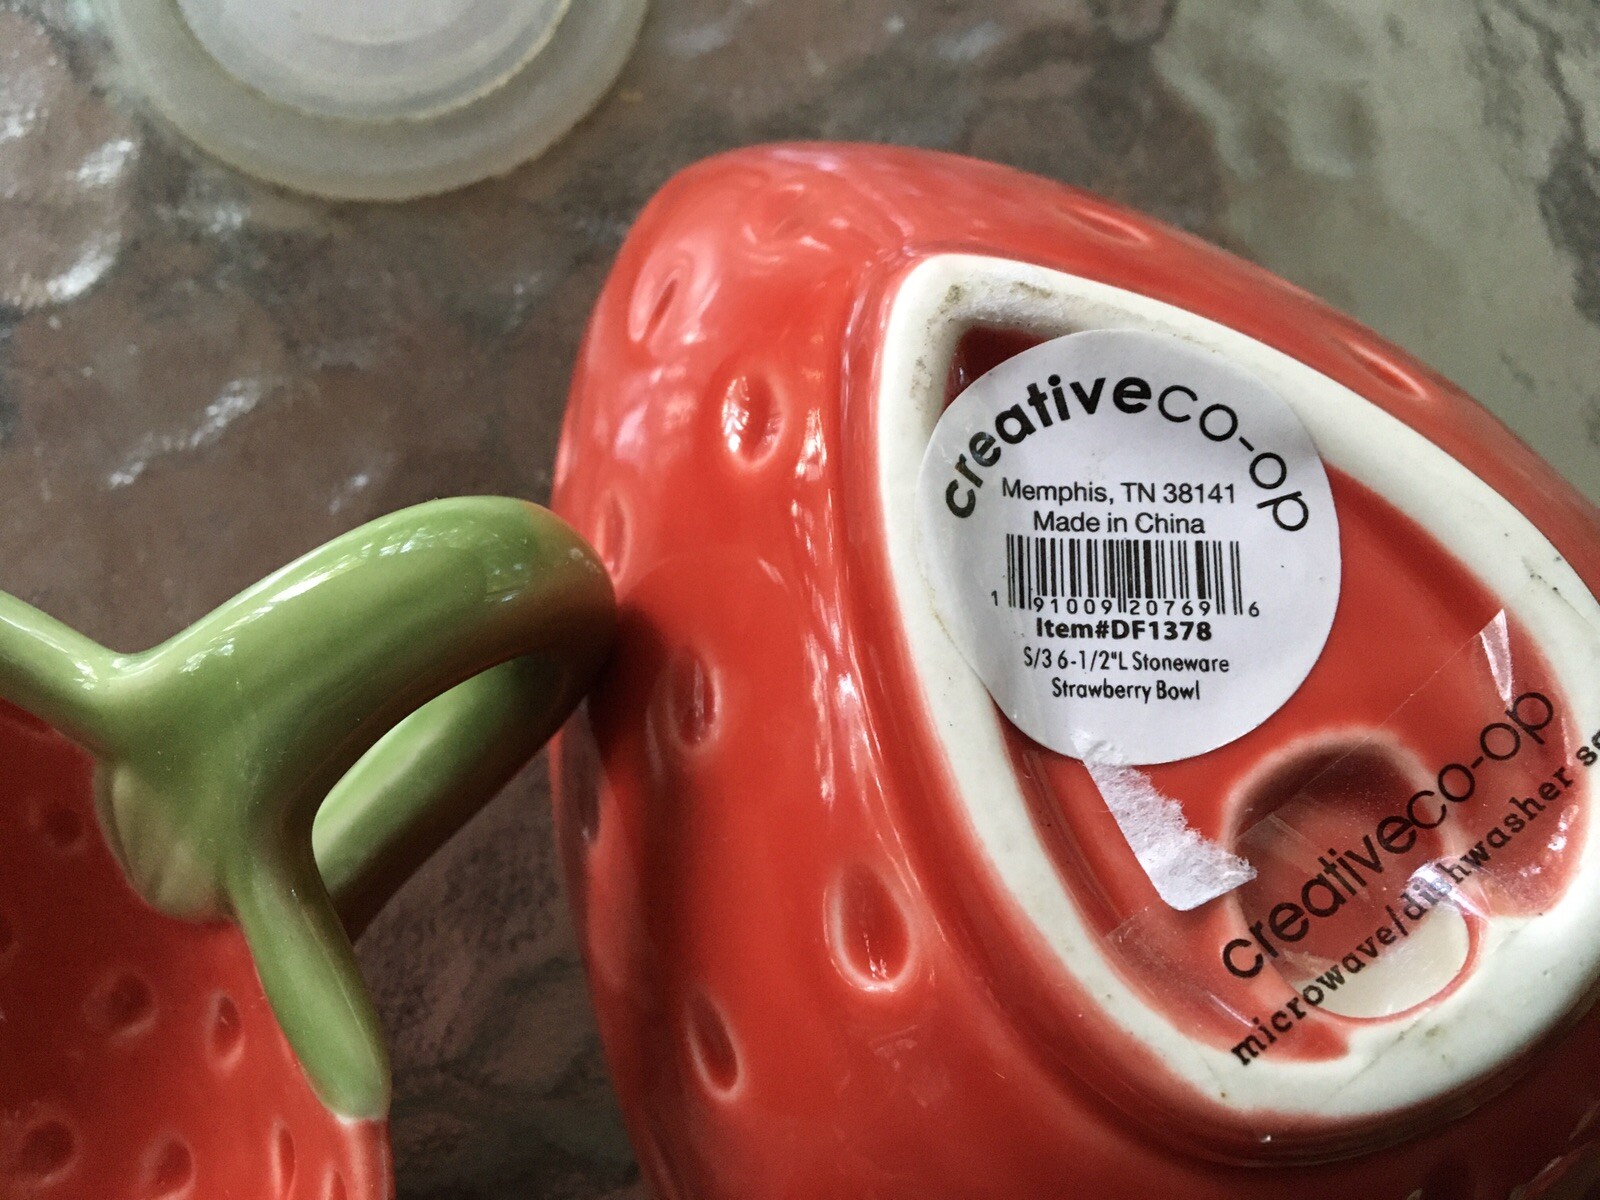 creativeco-op
Memphis, TN 38141
Made in China
1 91009 20769 6
Item#DF1378
S/3 6-1/2"L Stoneware
Strawberry Bowl
creativeco-op
microwave/dishwasher